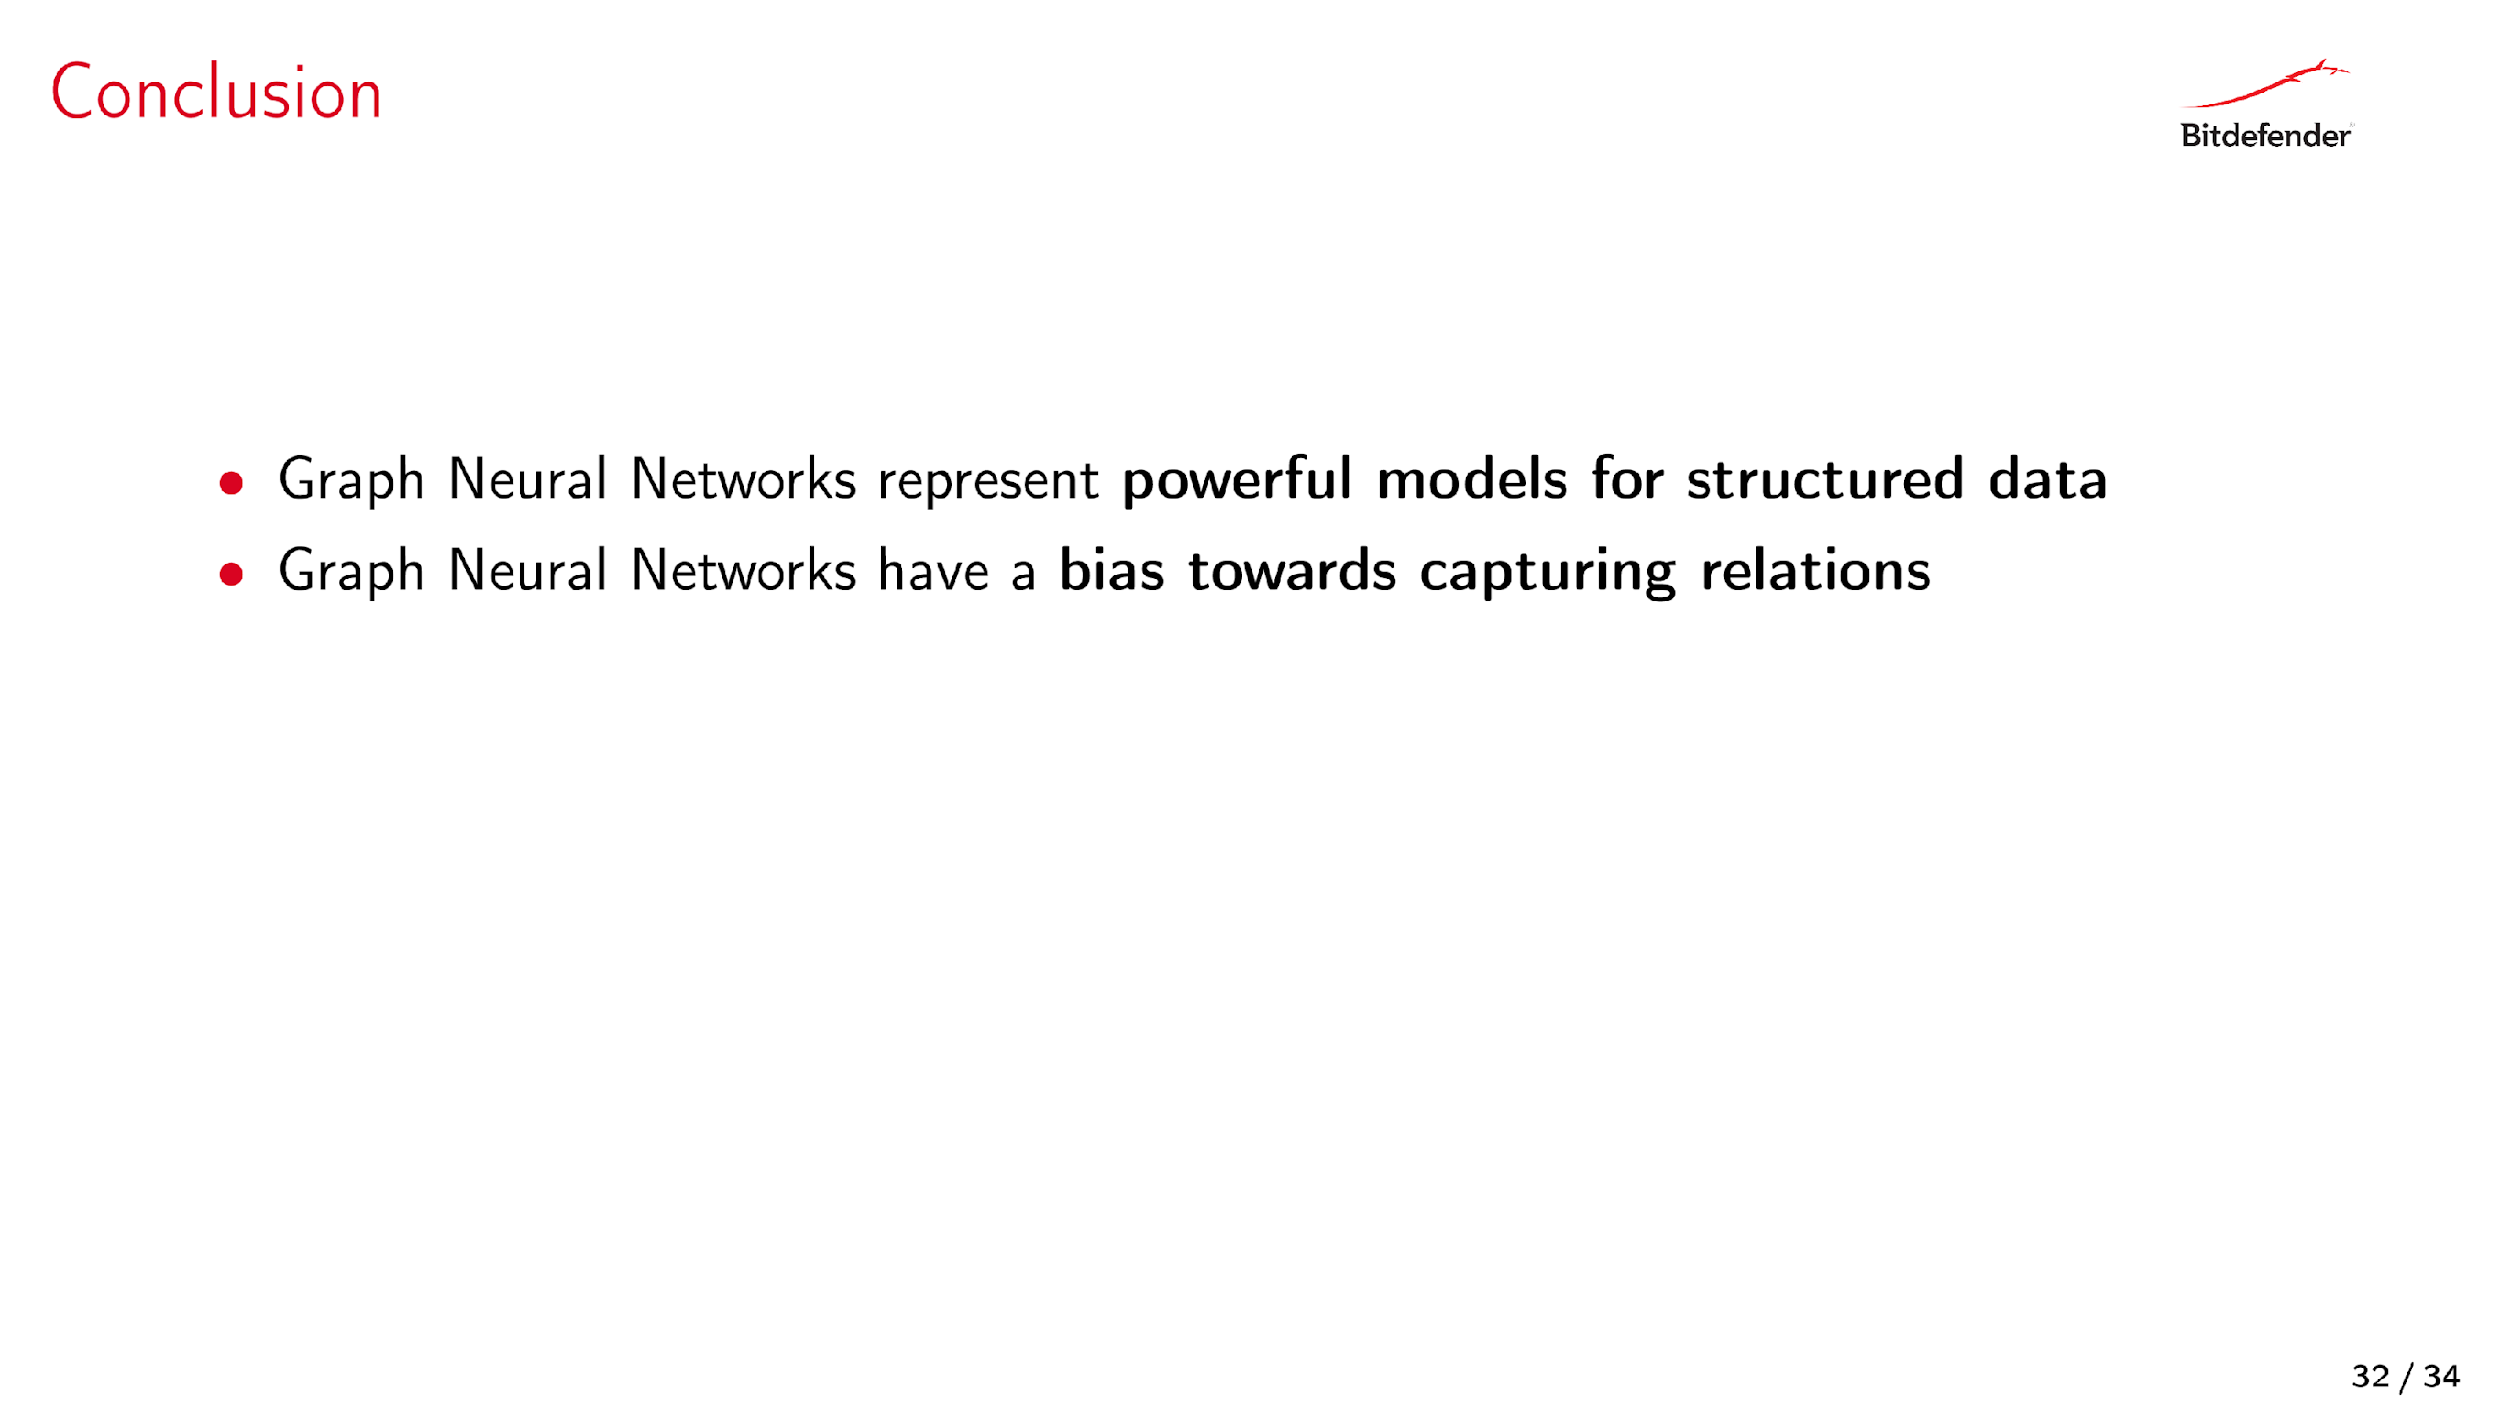 Conclusion
Bitdefender
• Graph Neural Networks represent powerful models for structured data
• Graph Neural Networks have a bias towards capturing relations
32 / 34